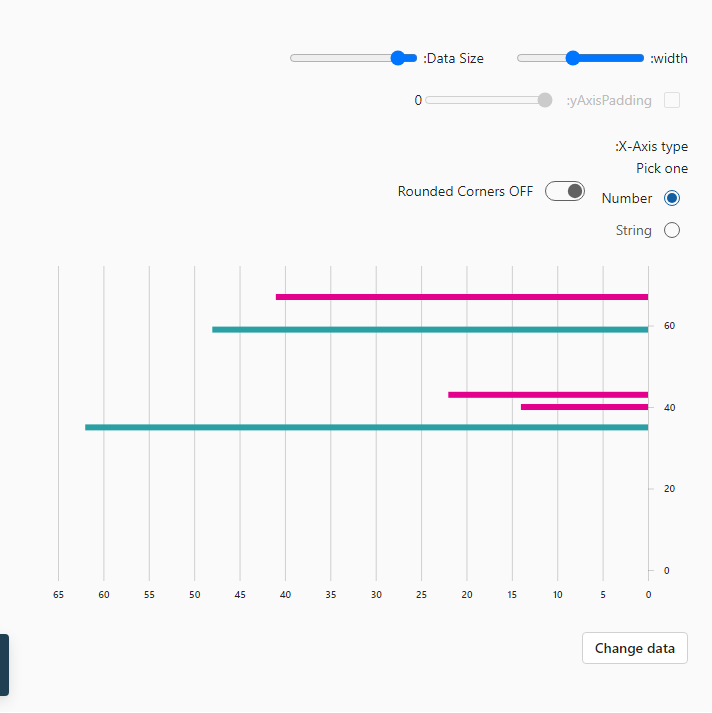 :width
:Data Size
:yAxisPadding
0
:X-Axis type
Pick one
Number
Rounded Corners OFF
String
60
40
20
0
65 60 55 50 45 40 35 30 25 20 15 10 5 0
Change data